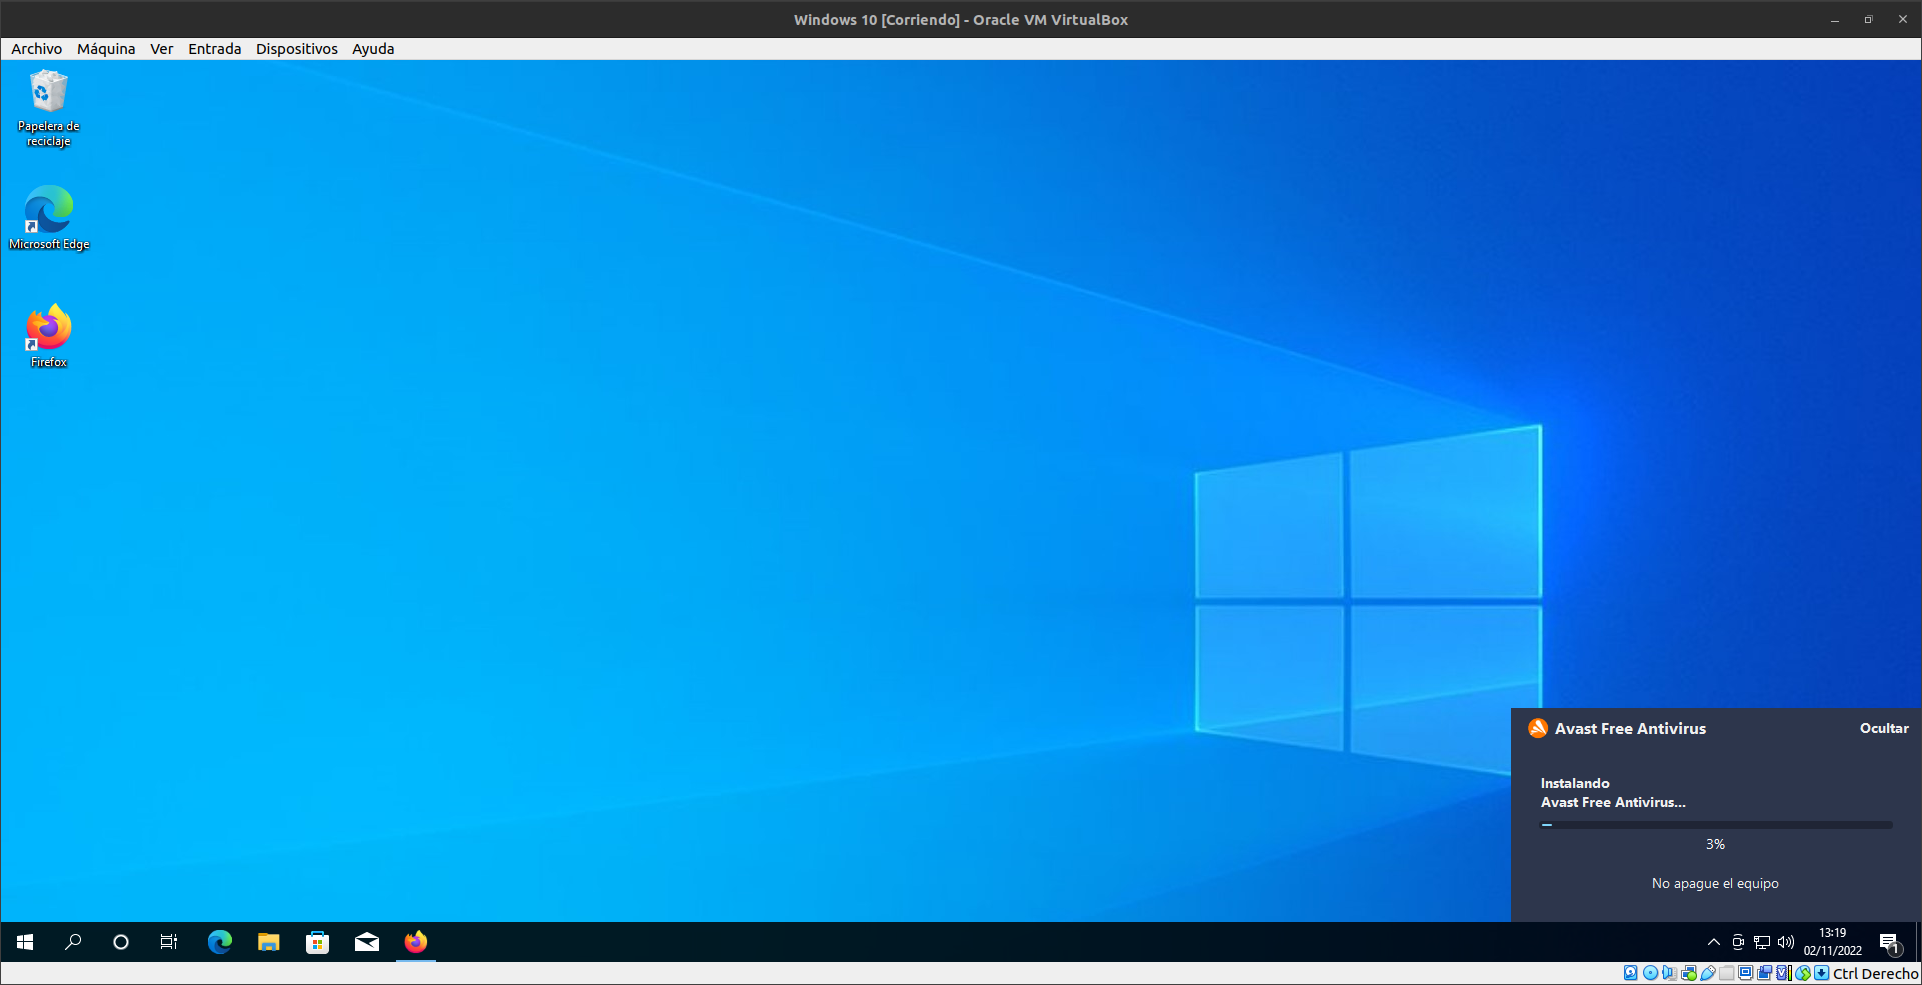 Windows 10 [Corriendo] - Oracle VM VirtualBox
Archivo Máquina Ver Entrada Dispositivos Ayuda
Papelera de
reciclaje
Microsoft Edge
Firefox
Avast Free Antivirus Ocultar
Instalando
Avast Free Antivirus...
3%
No apague el equipo
13:19
02/11/2022
1
Ctrl Derecho